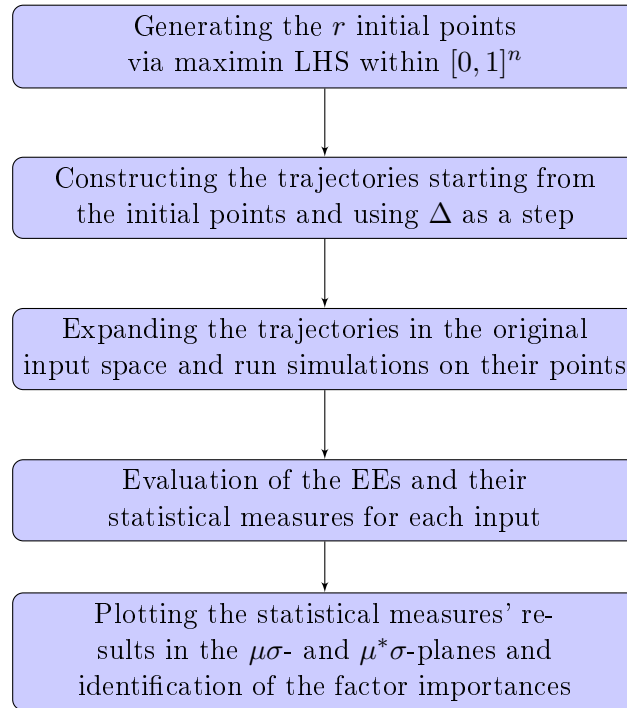 Generating the r initial points
via maximin LHS within [0, 1]ⁿ
Constructing the trajectories starting from
the initial points and using Δ as a step
Expanding the trajectories in the original
input space and run simulations on their points
Evaluation of the EEs and their
statistical measures for each input
Plotting the statistical measures' re-
sults in the μσ- and μ*σ-planes and
identification of the factor importances